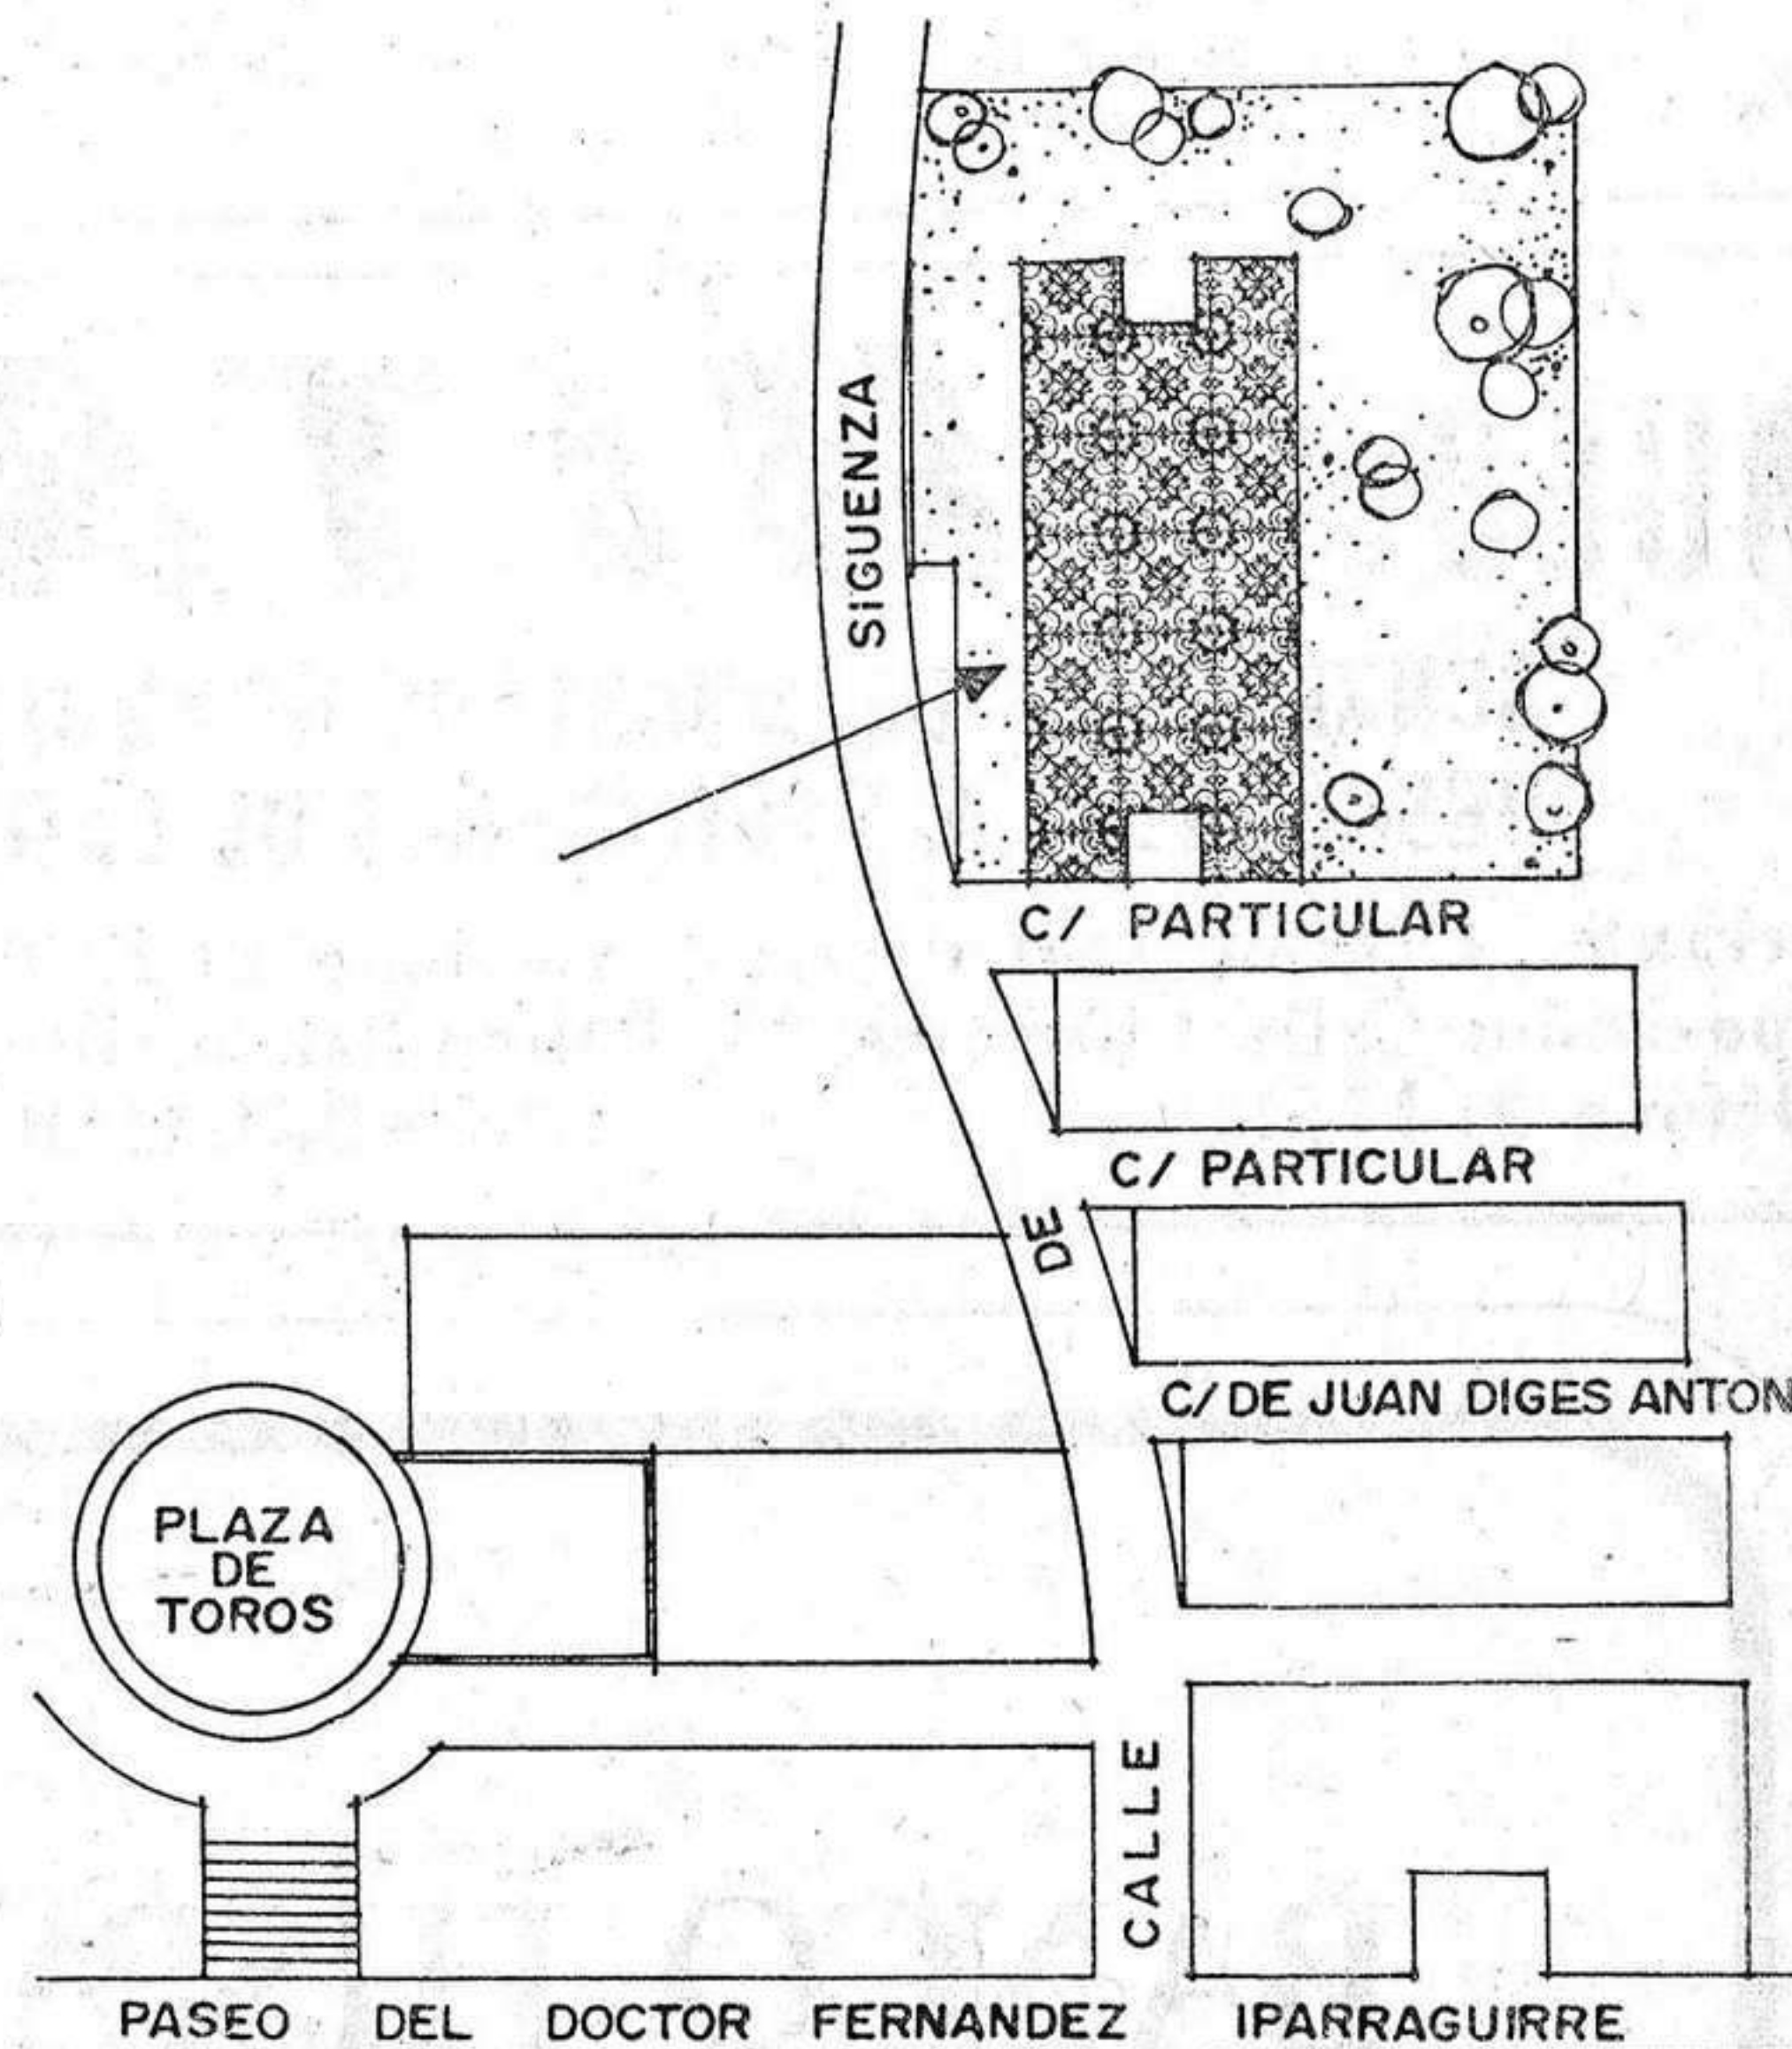 SIGUENZA
C/ PARTICULAR
C/ PARTICULAR
DE
C/ DE JUAN DIGES ANTON
PLAZA
DE
TOROS
CALLE
PASEO DEL DOCTOR FERNANDEZ IPARRAGUIRRE